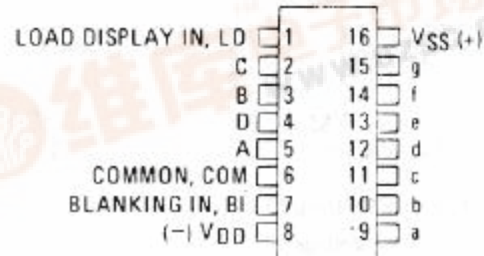 LOAD DISPLAY IN, LD 1 16 VSS (+)
C 2 15 g
B 3 14 f
D 4 13 e
A 5 12 d
COMMON, COM 6 11 c
BLANKING IN, BI 7 10 b
(−) VDD 8 9 a